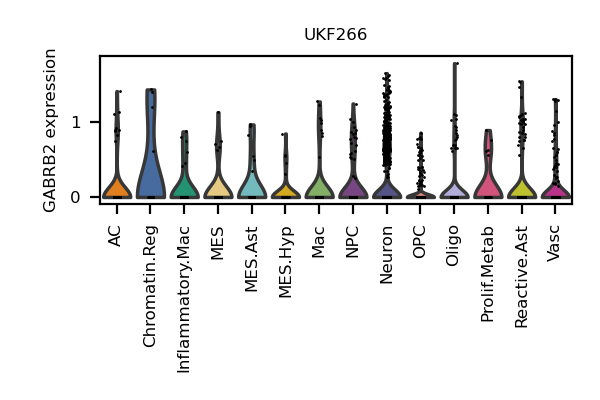 UKF266
GABRB2 expression
1
0
AC
Chromatin.Reg
Inflammatory.Mac
MES
MES.Ast
MES.Hyp
Mac
NPC
Neuron
OPC
Oligo
Prolif.Metab
Reactive.Ast
Vasc